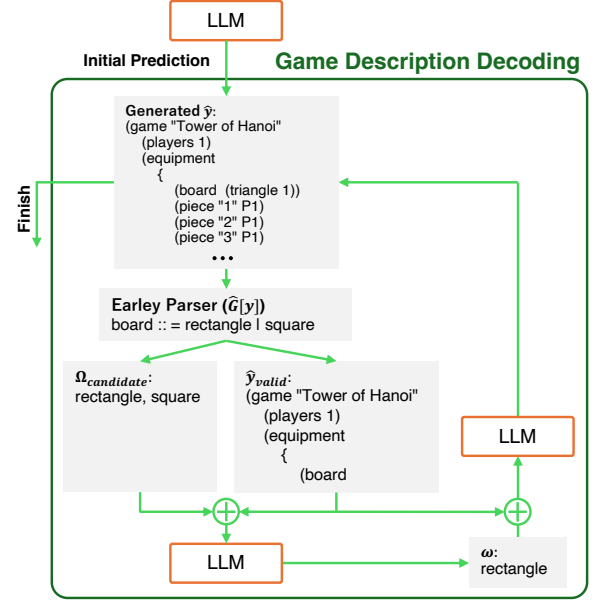 LLM
Initial Prediction
Game Description Decoding
Generated ŷ:
(game "Tower of Hanoi"
(players 1)
(equipment
{
(board (triangle 1))
(piece "1" P1)
(piece "2" P1)
(piece "3" P1)
•••
Finish
Earley Parser (Ĝ[y])
board :: = rectangle | square
Ω_candidate:
rectangle, square
ŷ_valid:
(game "Tower of Hanoi"
(players 1)
(equipment
{
(board
LLM
LLM
ω:
rectangle